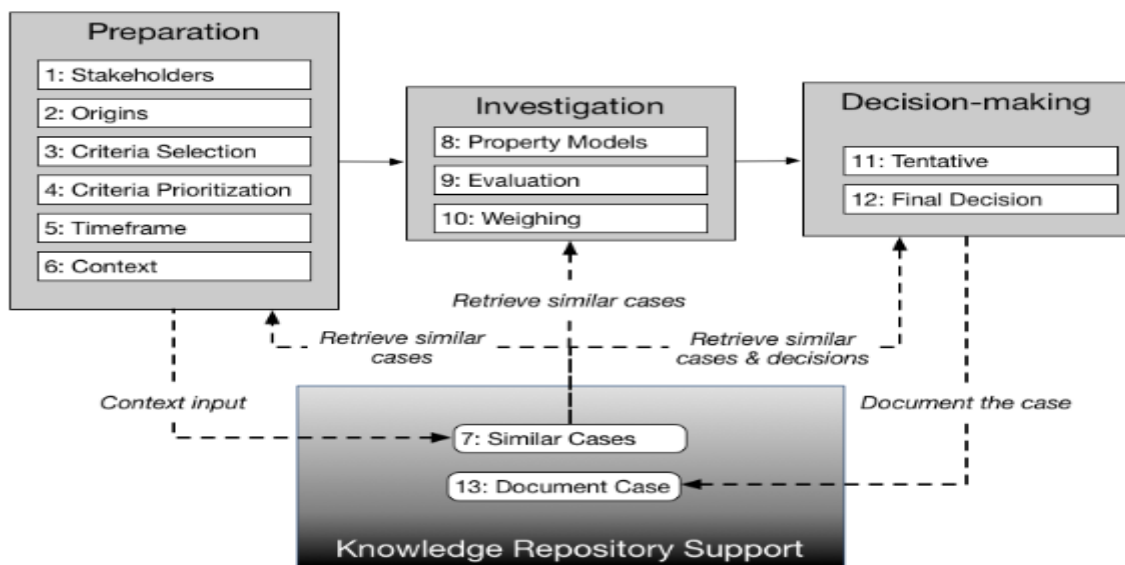 Preparation
1: Stakeholders
2: Origins
3: Criteria Selection
4: Criteria Prioritization
5: Timeframe
6: Context
Investigation
8: Property Models
9: Evaluation
10: Weighing
Decision-making
11: Tentative
12: Final Decision
Retrieve similar cases
Retrieve similar
cases
Retrieve similar
cases & decisions
Context input
Document the case
7: Similar Cases
13: Document Case
Knowledge Repository Support